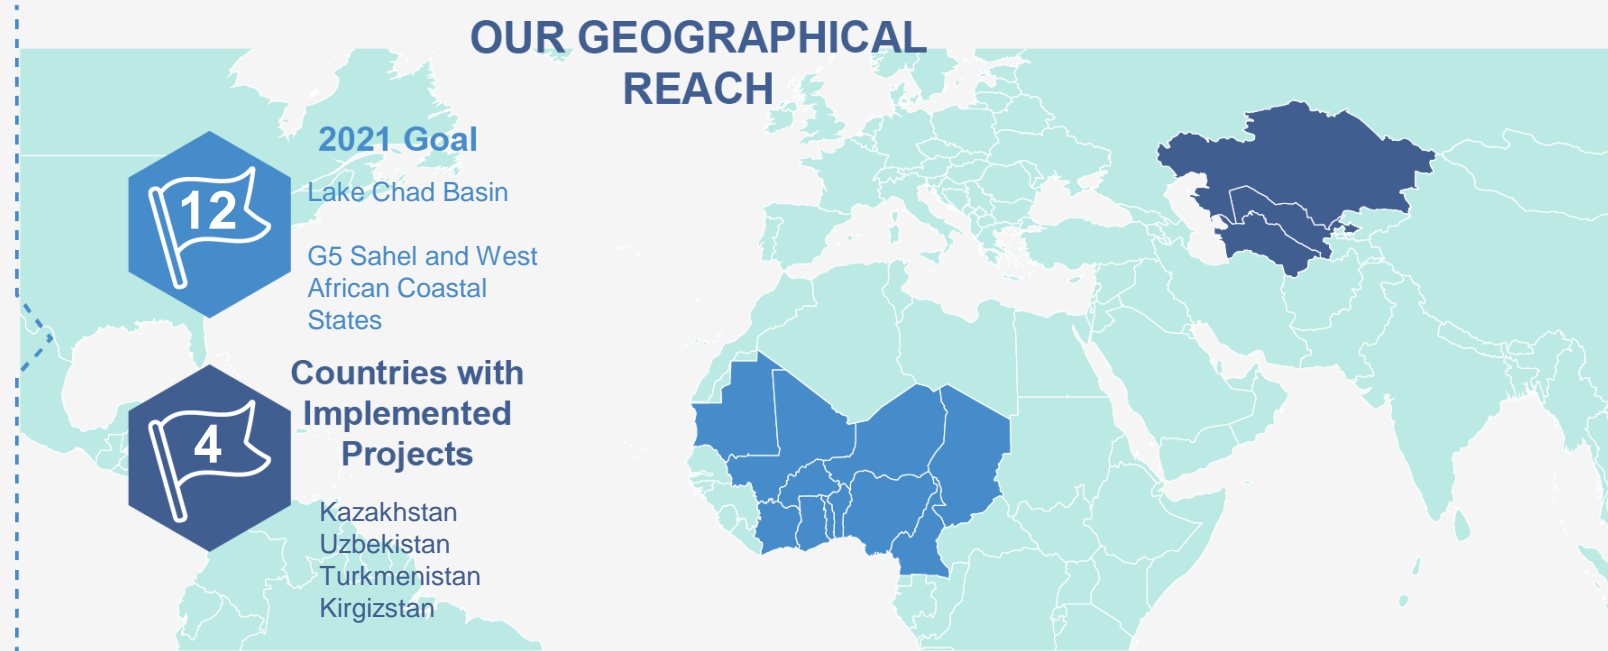 OUR GEOGRAPHICAL
REACH
2021 Goal
12
Lake Chad Basin
G5 Sahel and West
African Coastal
States
Countries with
Implemented
Projects
4
Kazakhstan
Uzbekistan
Turkmenistan
Kirgizstan